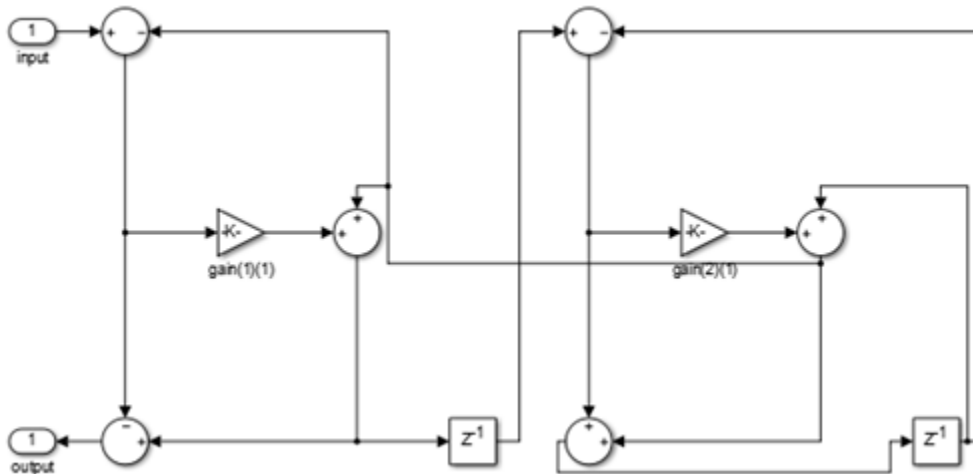 1
input
+ −
+ −
+
+
-K-
gain(1)(1)
+
+
-K-
gain(2)(1)
−
+
1
output
Z-1
+
+
Z-1